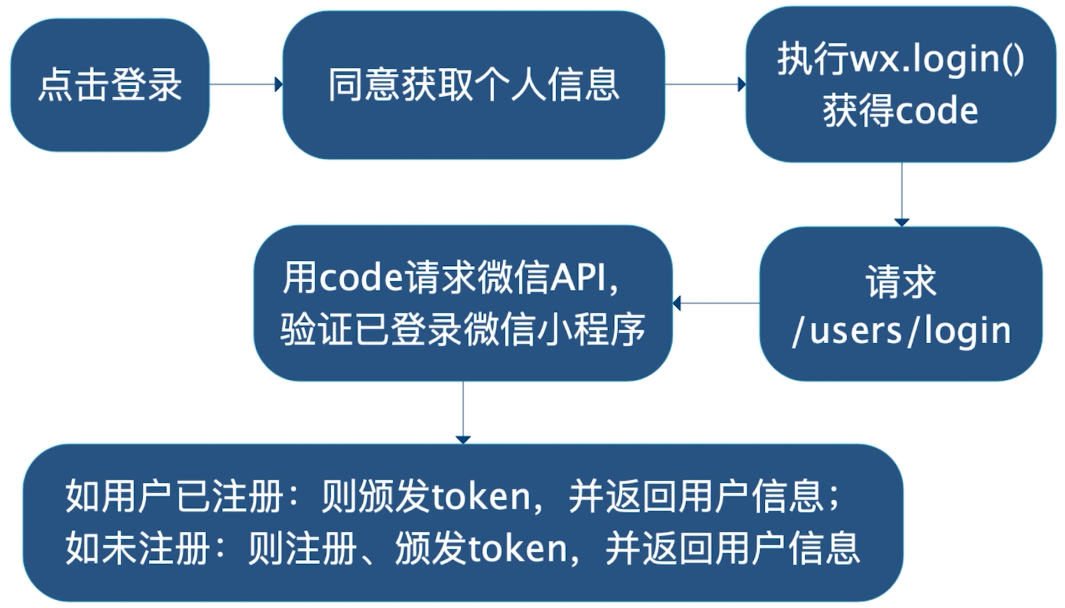 点击登录
同意获取个人信息
执行wx.login()
获得code
请求
/users/login
用code请求微信API，
验证已登录微信小程序
如用户已注册：则颁发token，并返回用户信息；
如未注册：则注册、颁发token，并返回用户信息